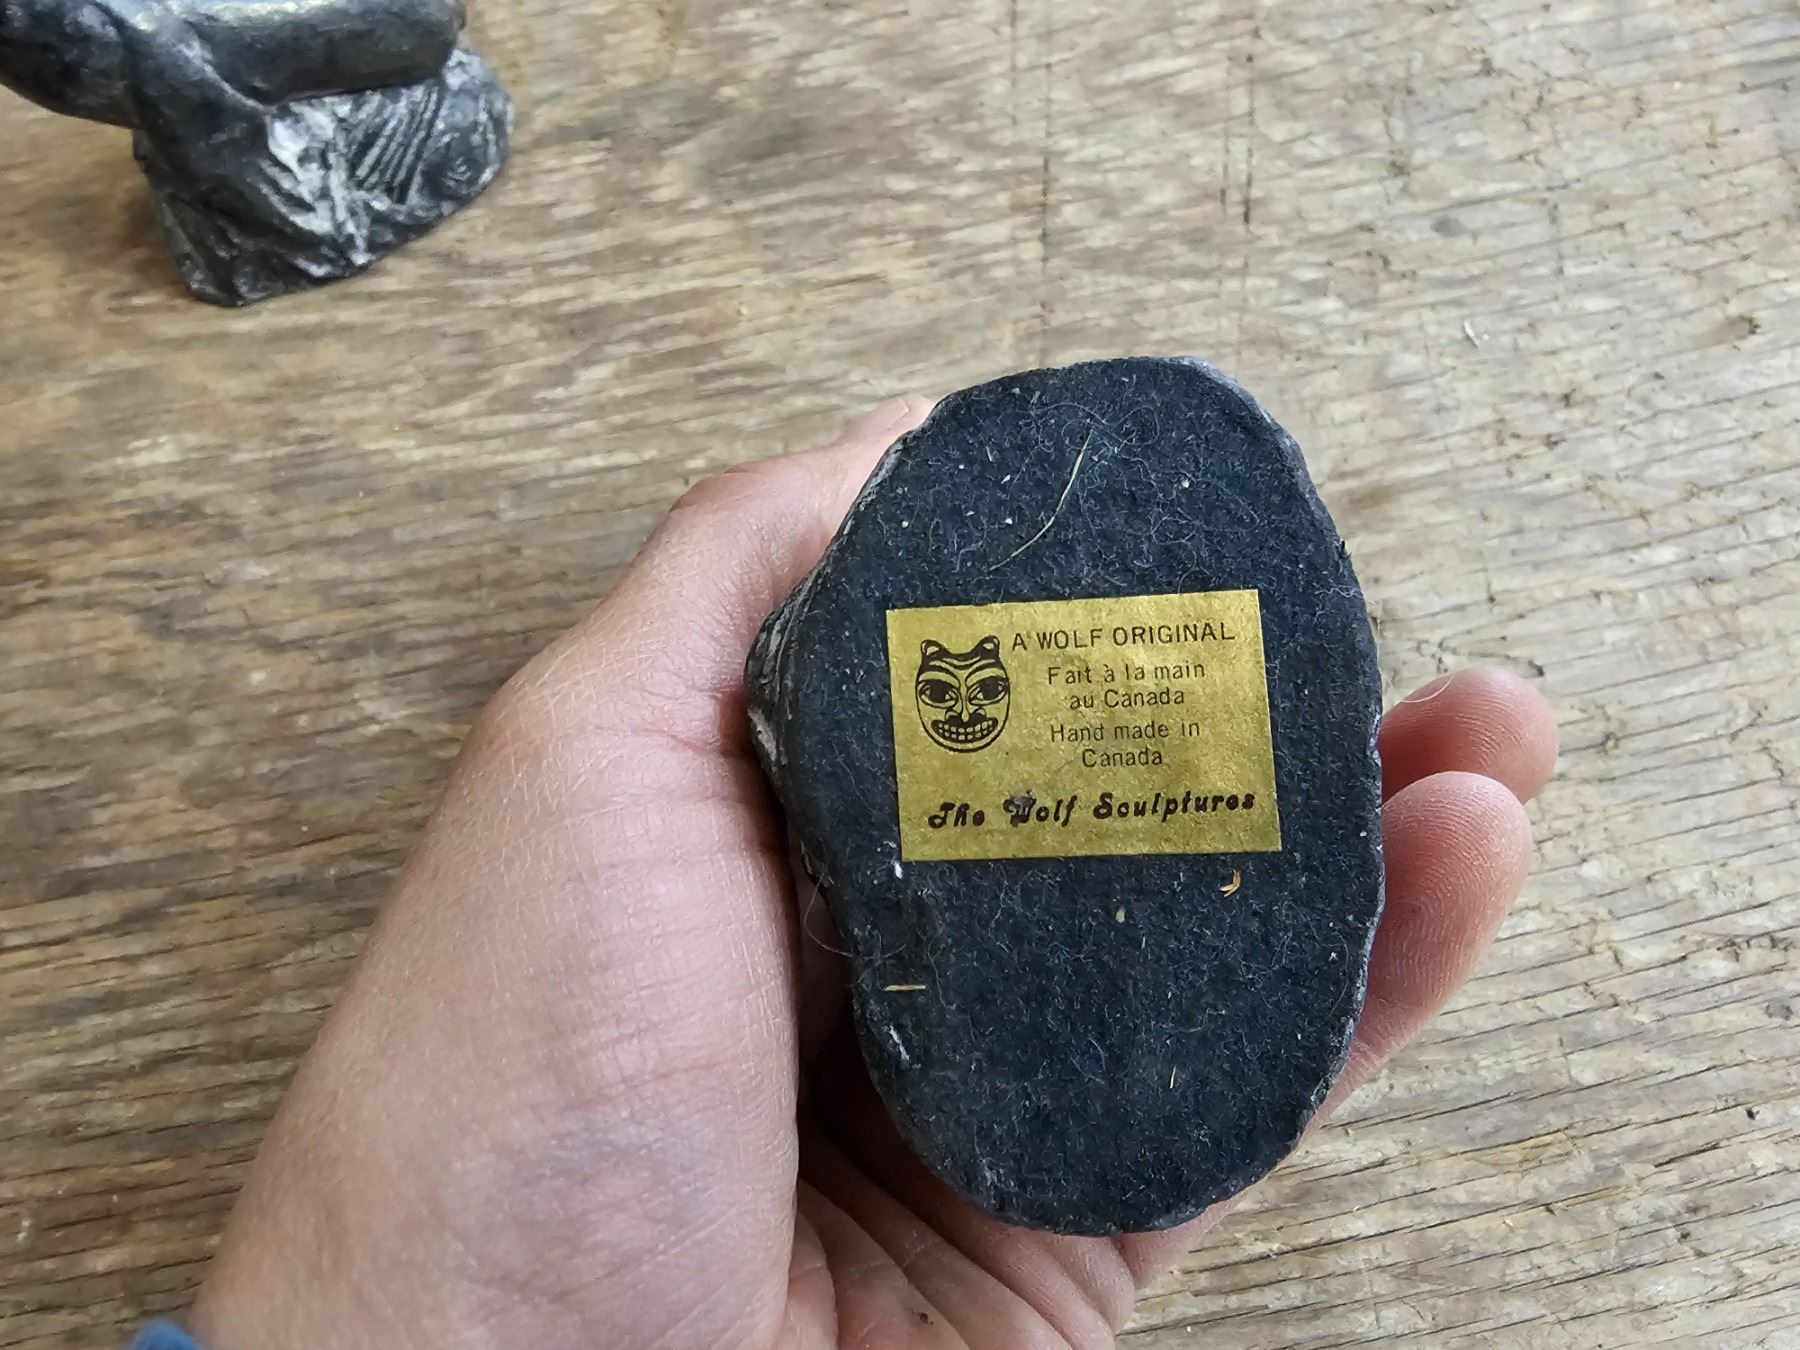 A WOLF ORIGINAL
Fait à la main
au Canada
Hand made in
Canada
The Wolf Sculptures